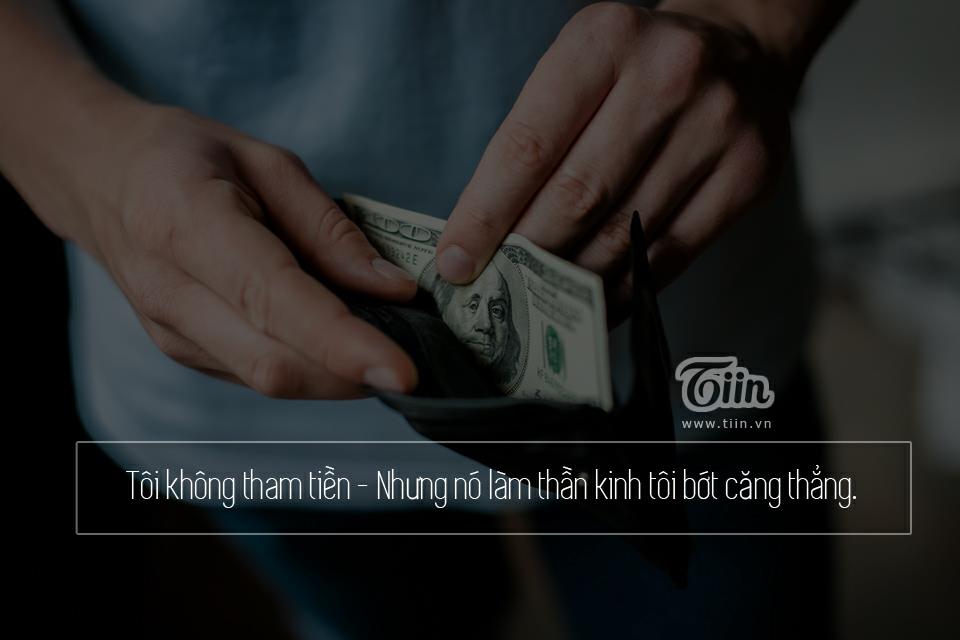 Tiin
www.tiin.vn
Tôi không tham tiền - Nhưng nó làm thần kinh tôi bớt căng thẳng.